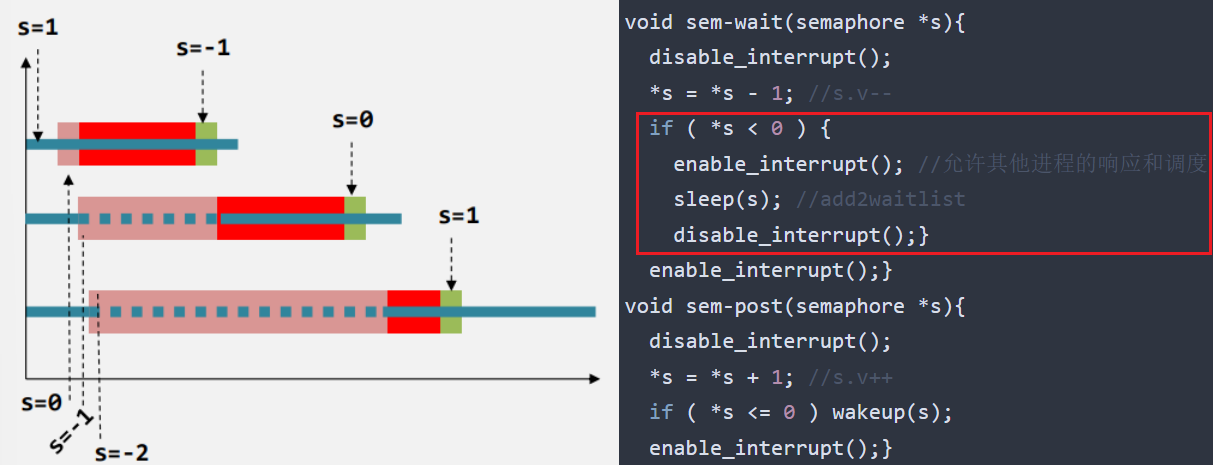 s=1
s=-1
s=0
s=1
s=0
s=-1
s=-2
void sem-wait(semaphore *s){
disable_interrupt();
*s = *s - 1; //s.v--
if ( *s < 0 ) {
enable_interrupt(); //允许其他进程的响应和调度
sleep(s); //add2waitlist
disable_interrupt();}
enable_interrupt();}
void sem-post(semaphore *s){
disable_interrupt();
*s = *s + 1; //s.v++
if ( *s <= 0 ) wakeup(s);
enable_interrupt();}